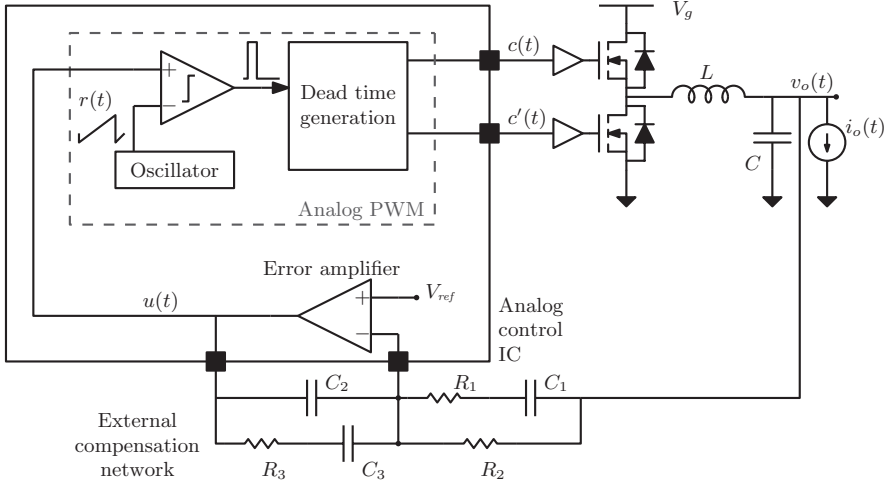 V_g
c(t)
L
v_o(t)
r(t)
+
−
Dead time
generation
c′(t)
i_o(t)
C
Oscillator
Analog PWM
Error amplifier
u(t)
+
V_ref
−
Analog
control
IC
C_2
R_1
C_1
External
compensation
network
R_3
C_3
R_2